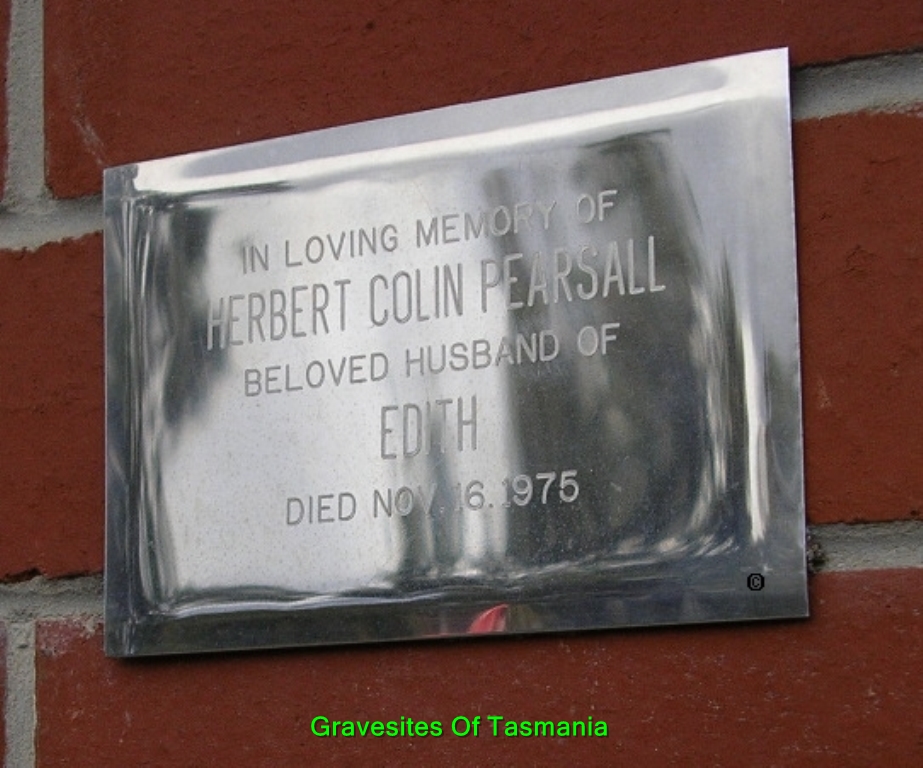 IN LOVING MEMORY OF
HERBERT COLIN PEARSALL
BELOVED HUSBAND OF
EDITH
DIED NOV. 16.1975
©
Gravesites Of Tasmania